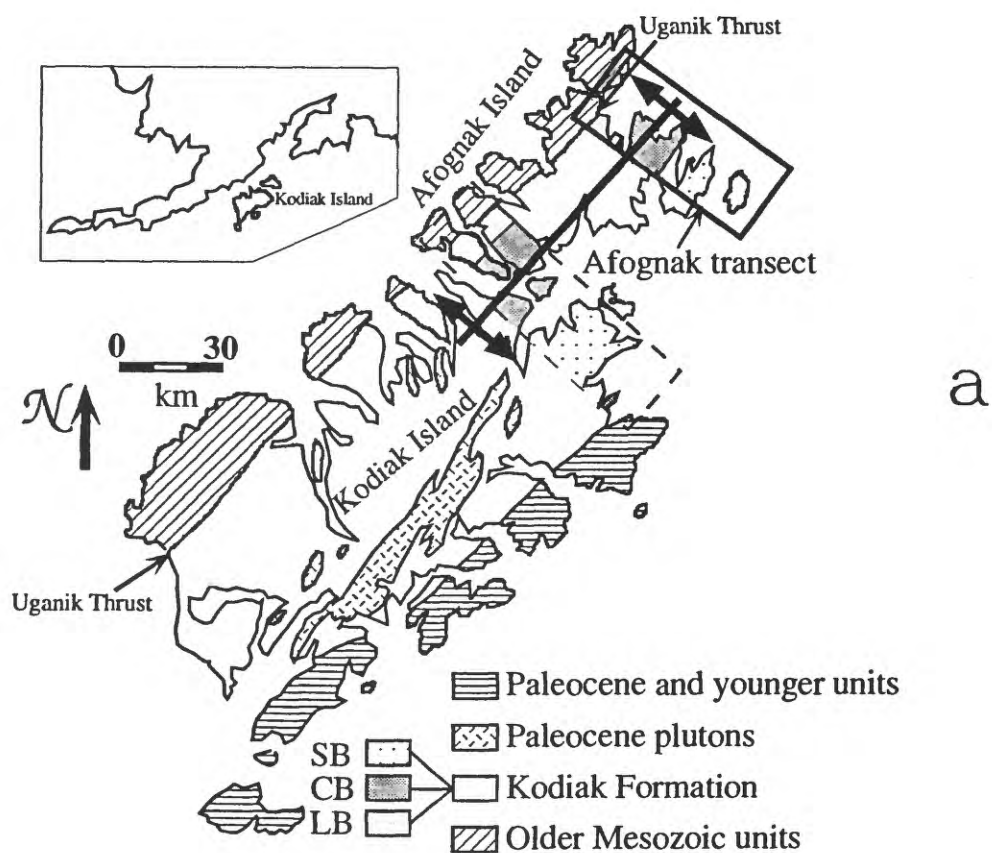 Uganik Thrust
Afognak Island
Kodiak Island
Afognak transect
0 30
km
N
a
Kodiak Island
Uganik Thrust
Paleocene and younger units
Paleocene plutons
SB
CB
Kodiak Formation
LB
Older Mesozoic units